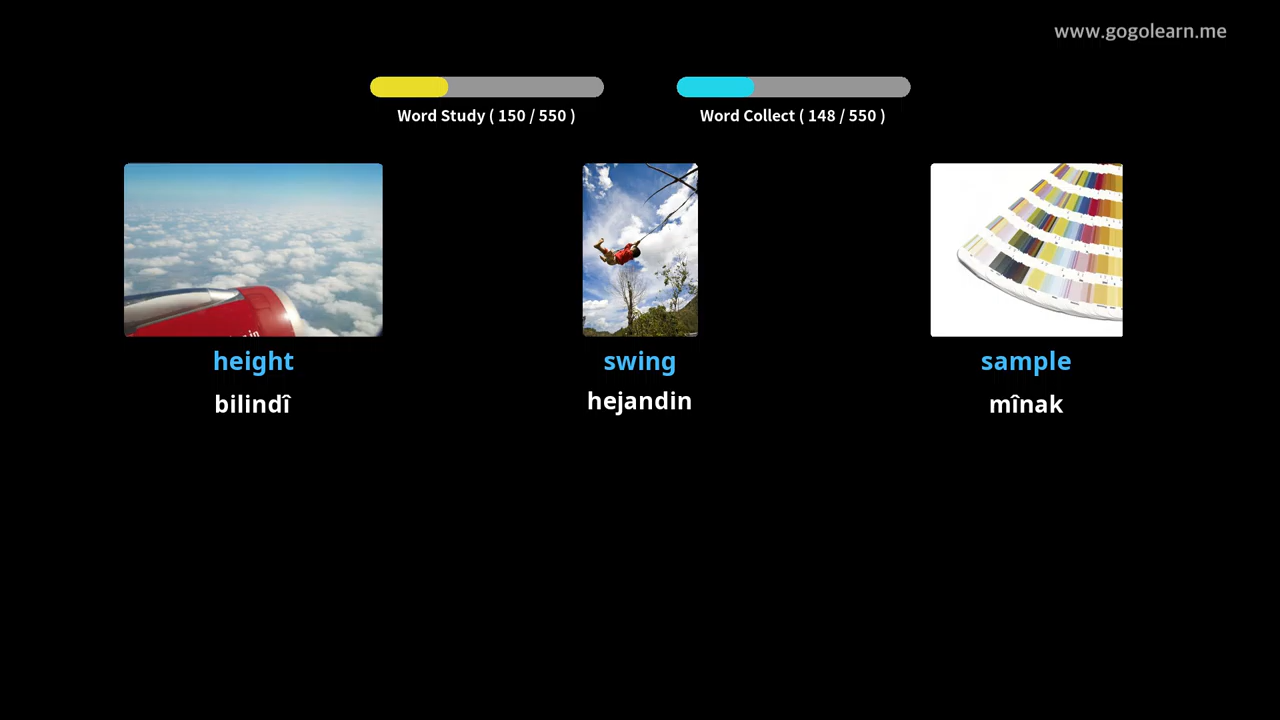 www.gogolearn.me
Word Study ( 150 / 550 )
Word Collect ( 148 / 550 )
height
swing
sample
bilindî
hejandin
mînak